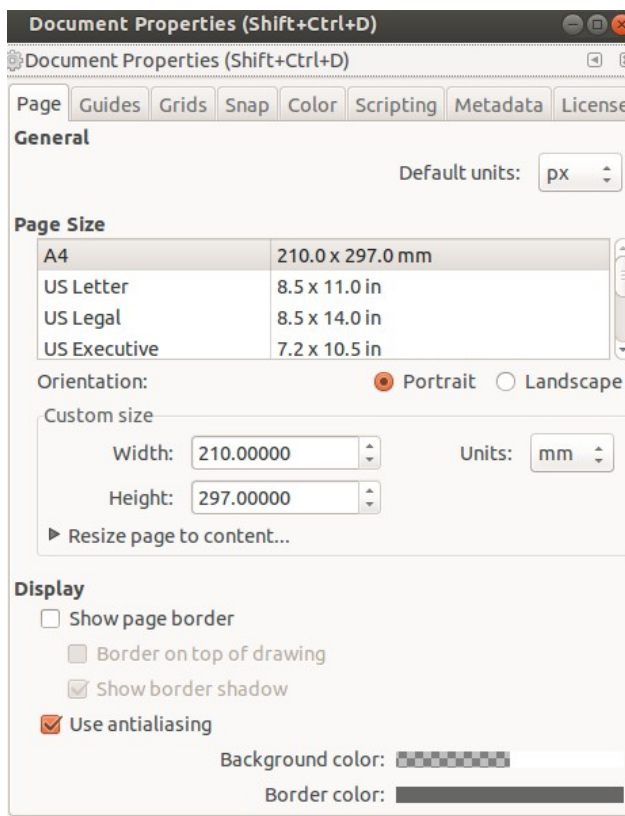 Document Properties (Shift+Ctrl+D)
Document Properties (Shift+Ctrl+D)
Page Guides Grids Snap Color Scripting Metadata License
General
Default units: px
Page Size
A4 210.0 x 297.0 mm
US Letter 8.5 x 11.0 in
US Legal 8.5 x 14.0 in
US Executive 7.2 x 10.5 in
Orientation: Portrait Landscape
Custom size
Width: 210.00000 Units: mm
Height: 297.00000
Resize page to content...
Display
Show page border
Border on top of drawing
Show border shadow
Use antialiasing
Background color:
Border color: